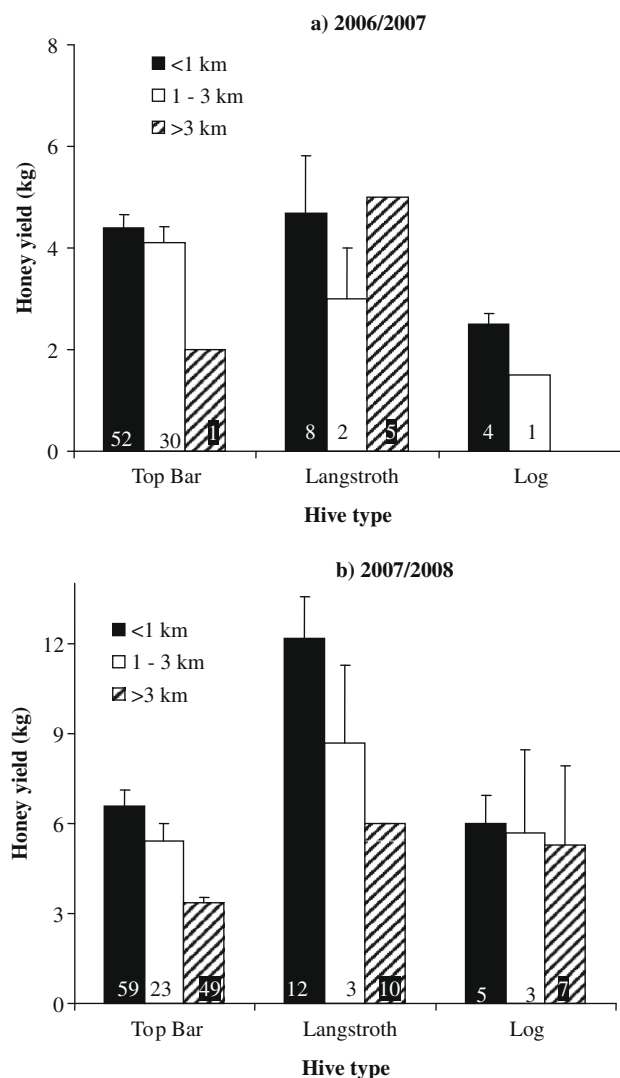 a) 2006/2007
8
<1 km
1 - 3 km
>3 km
6
Honey yield (kg)
4
2
52 30 1 8 2 5 4 1
0
Top Bar Langstroth Log
Hive type
b) 2007/2008
<1 km
12
1 - 3 km
>3 km
9
Honey yield (kg)
6
3
59 23 49 12 3 10 5 3 7
0
Top Bar Langstroth Log
Hive type